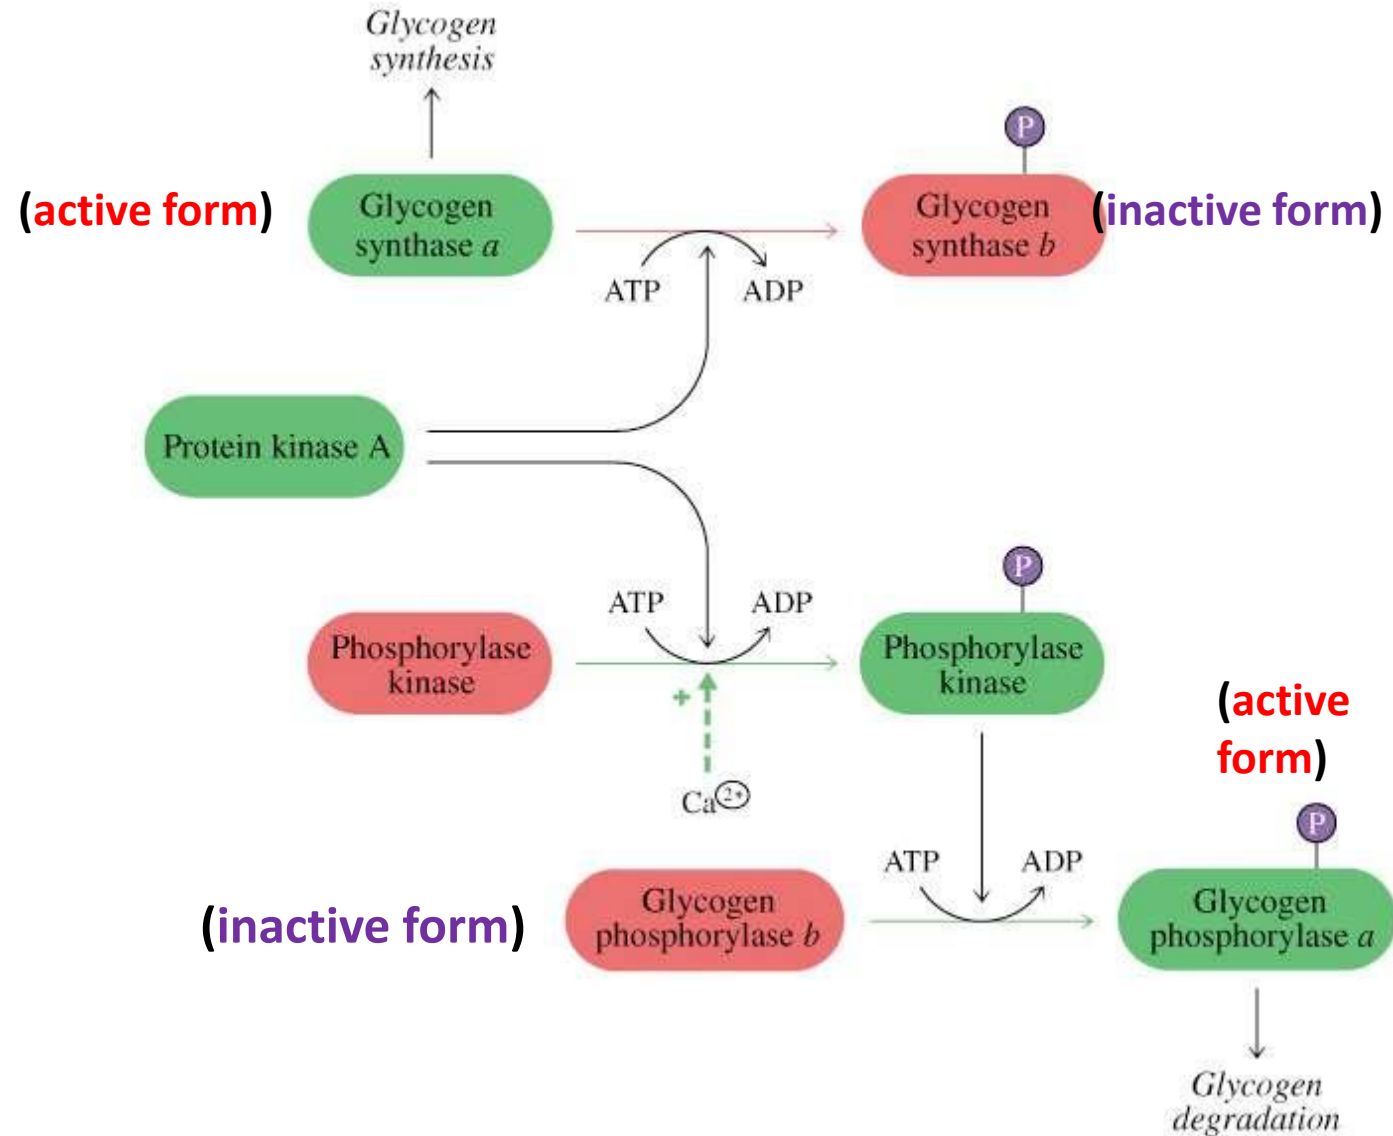 Glycogen
synthesis
P
(active form)
Glycogen
synthase a
Glycogen
synthase b
(inactive form)
ATP
ADP
Protein kinase A
P
ATP
ADP
Phosphorylase
kinase
Phosphorylase
kinase
+
Ca2+
(active
form)
P
ATP
ADP
(inactive form)
Glycogen
phosphorylase b
Glycogen
phosphorylase a
Glycogen
degradation